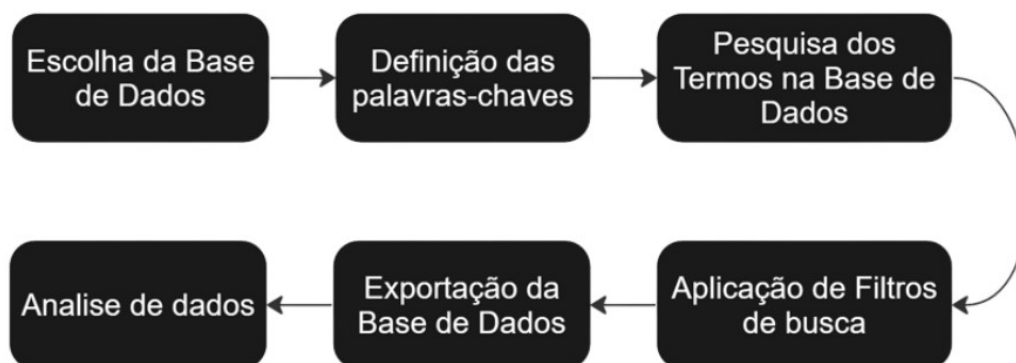 Escolha da Base
de Dados
Definição das
palavras-chaves
Pesquisa dos
Termos na Base de
Dados
Aplicação de Filtros
de busca
Exportação da
Base de Dados
Analise de dados